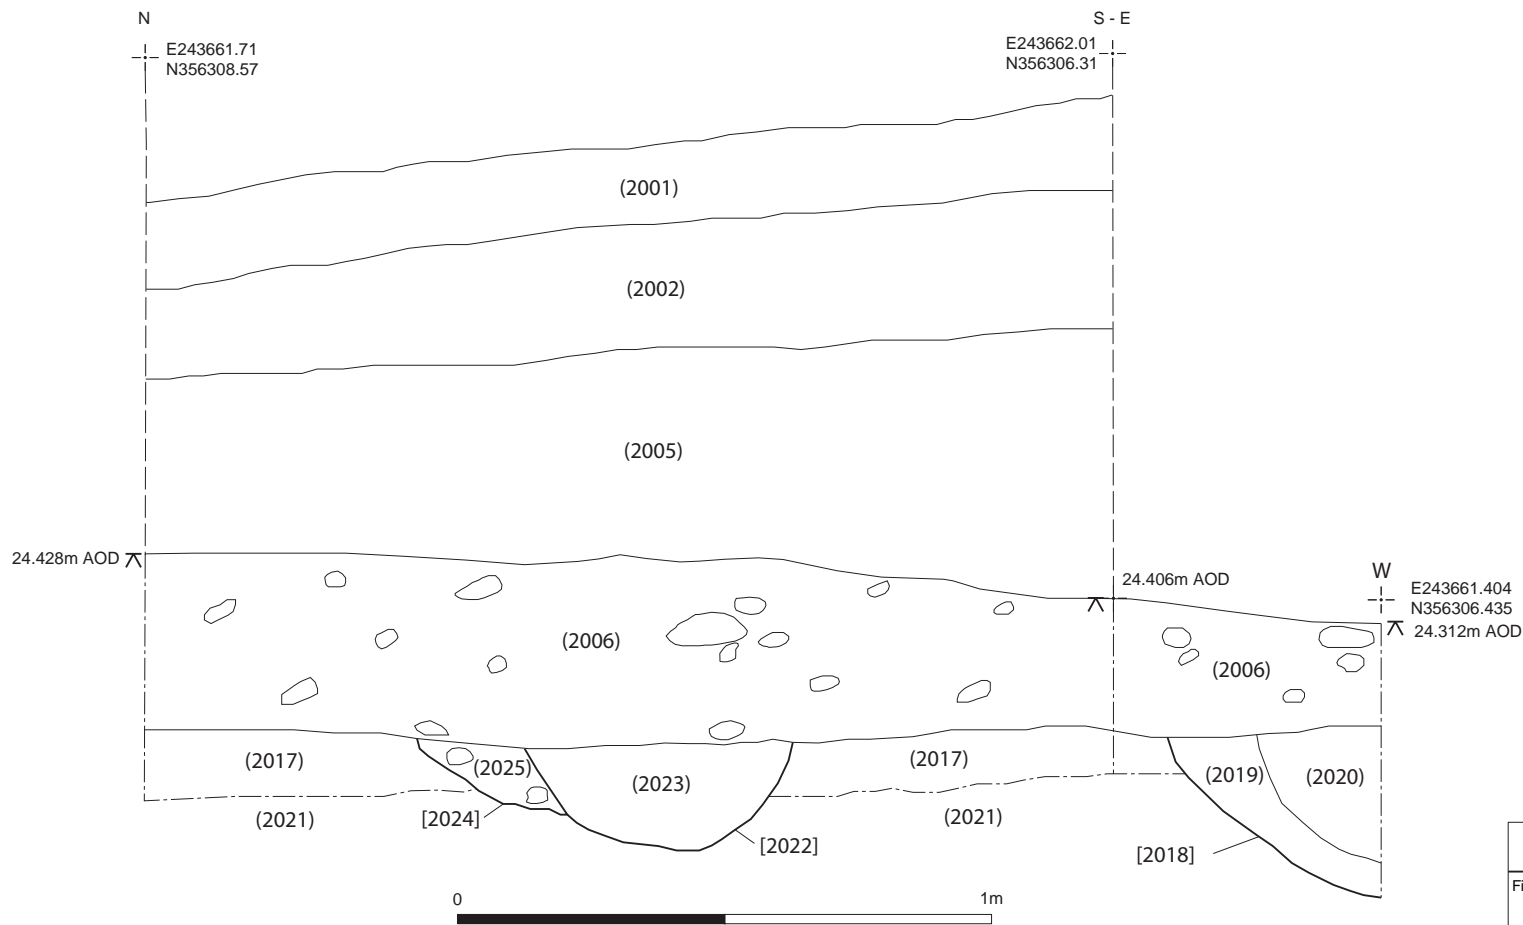 N
S - E
E243661.71
N356308.57
E243662.01
N356306.31
(2001)
(2002)
(2005)
24.428m AOD
24.406m AOD
W
E243661.404
N356306.435
24.312m AOD
(2006)
(2006)
(2017)
(2025)
(2023)
(2017)
(2019)
(2020)
(2021)
[2024]
(2021)
[2022]
[2018]
0
1m
Fi